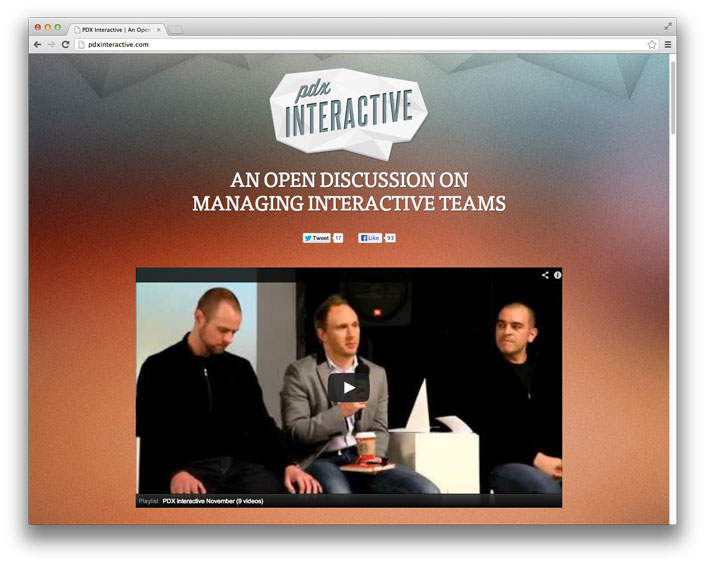 PDX Interactive | An Open
pdxinteractive.com
pdx
INTERACTIVE
AN OPEN DISCUSSION ON
MANAGING INTERACTIVE TEAMS
Tweet 17 Like 93
Playlist PDX Interactive November (9 videos)